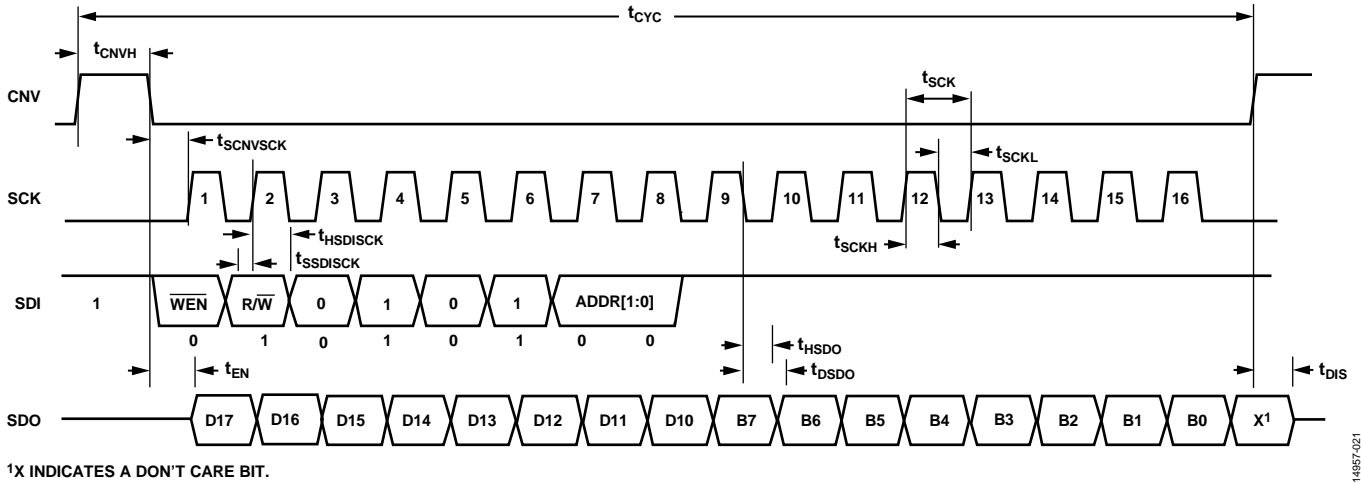 tCYC
tCNVH
CNV
tSCK
tSCNVSCK
tSCKL
SCK 1 2 3 4 5 6 7 8 9 10 11 12 13 14 15 16
tHSDISCK
tSCKH
tSSDISCK
SDI 1 WEN R/W 0 1 0 1 ADDR[1:0]
0 1 0 1 0 1 0 0
tHSDO
tEN
tDSDO
tDIS
SDO D17 D16 D15 D14 D13 D12 D11 D10 B7 B6 B5 B4 B3 B2 B1 B0 X1
1X INDICATES A DON'T CARE BIT.
14957-021